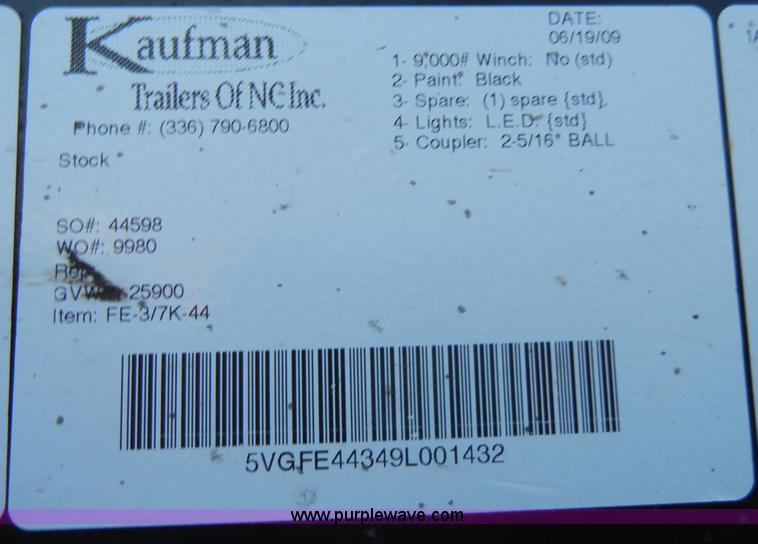 Kaufman
Trailers Of NC Inc.
Phone #: (336) 790-6800
Stock
DATE:
06/19/09
1- 9,000# Winch: No (std)
2- Paint: Black
3- Spare: (1) spare {std}
4- Lights: L.E.D. {std}
5- Coupler: 2-5/16" BALL
SO#: 44598
WO#: 9980
Rep
GVW 25900
Item: FE-3/7K-44
5VGFE44349L001432
www.purplewave.com